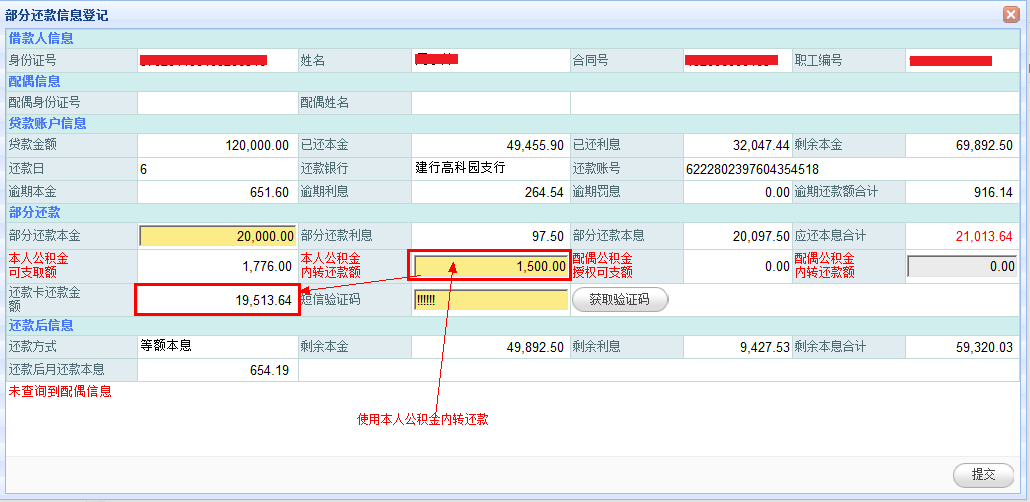 部分还款信息登记
借款人信息
身份证号 姓名 合同号 职工编号
配偶信息
配偶身份证号 配偶姓名
贷款账户信息
贷款金额 120,000.00 已还本金 49,455.90 已还利息 32,047.44 剩余本金 69,892.50
还款日 6 还款银行 建行高科园支行 还款账号 6222802397604354518
逾期本金 651.60 逾期利息 264.54 逾期罚息 0.00 逾期还款额合计 916.14
部分还款
部分还款本金 20,000.00 部分还款利息 97.50 部分还款本息 20,097.50 应还本息合计 21,013.64
本人公积金 本人公积金 配偶公积金 配偶公积金
可支取额 1,776.00 内转还款额 1,500.00 授权可支额 0.00 内转还款额 0.00
还款卡还款金
额 19,513.64 短信验证码 !!!!!! 获取验证码
还款后信息
还款方式 等额本息 剩余本金 49,892.50 剩余利息 9,427.53 剩余本息合计 59,320.03
还款后月还款本息 654.19
未查询到配偶信息
使用本人公积金内转还款
提交